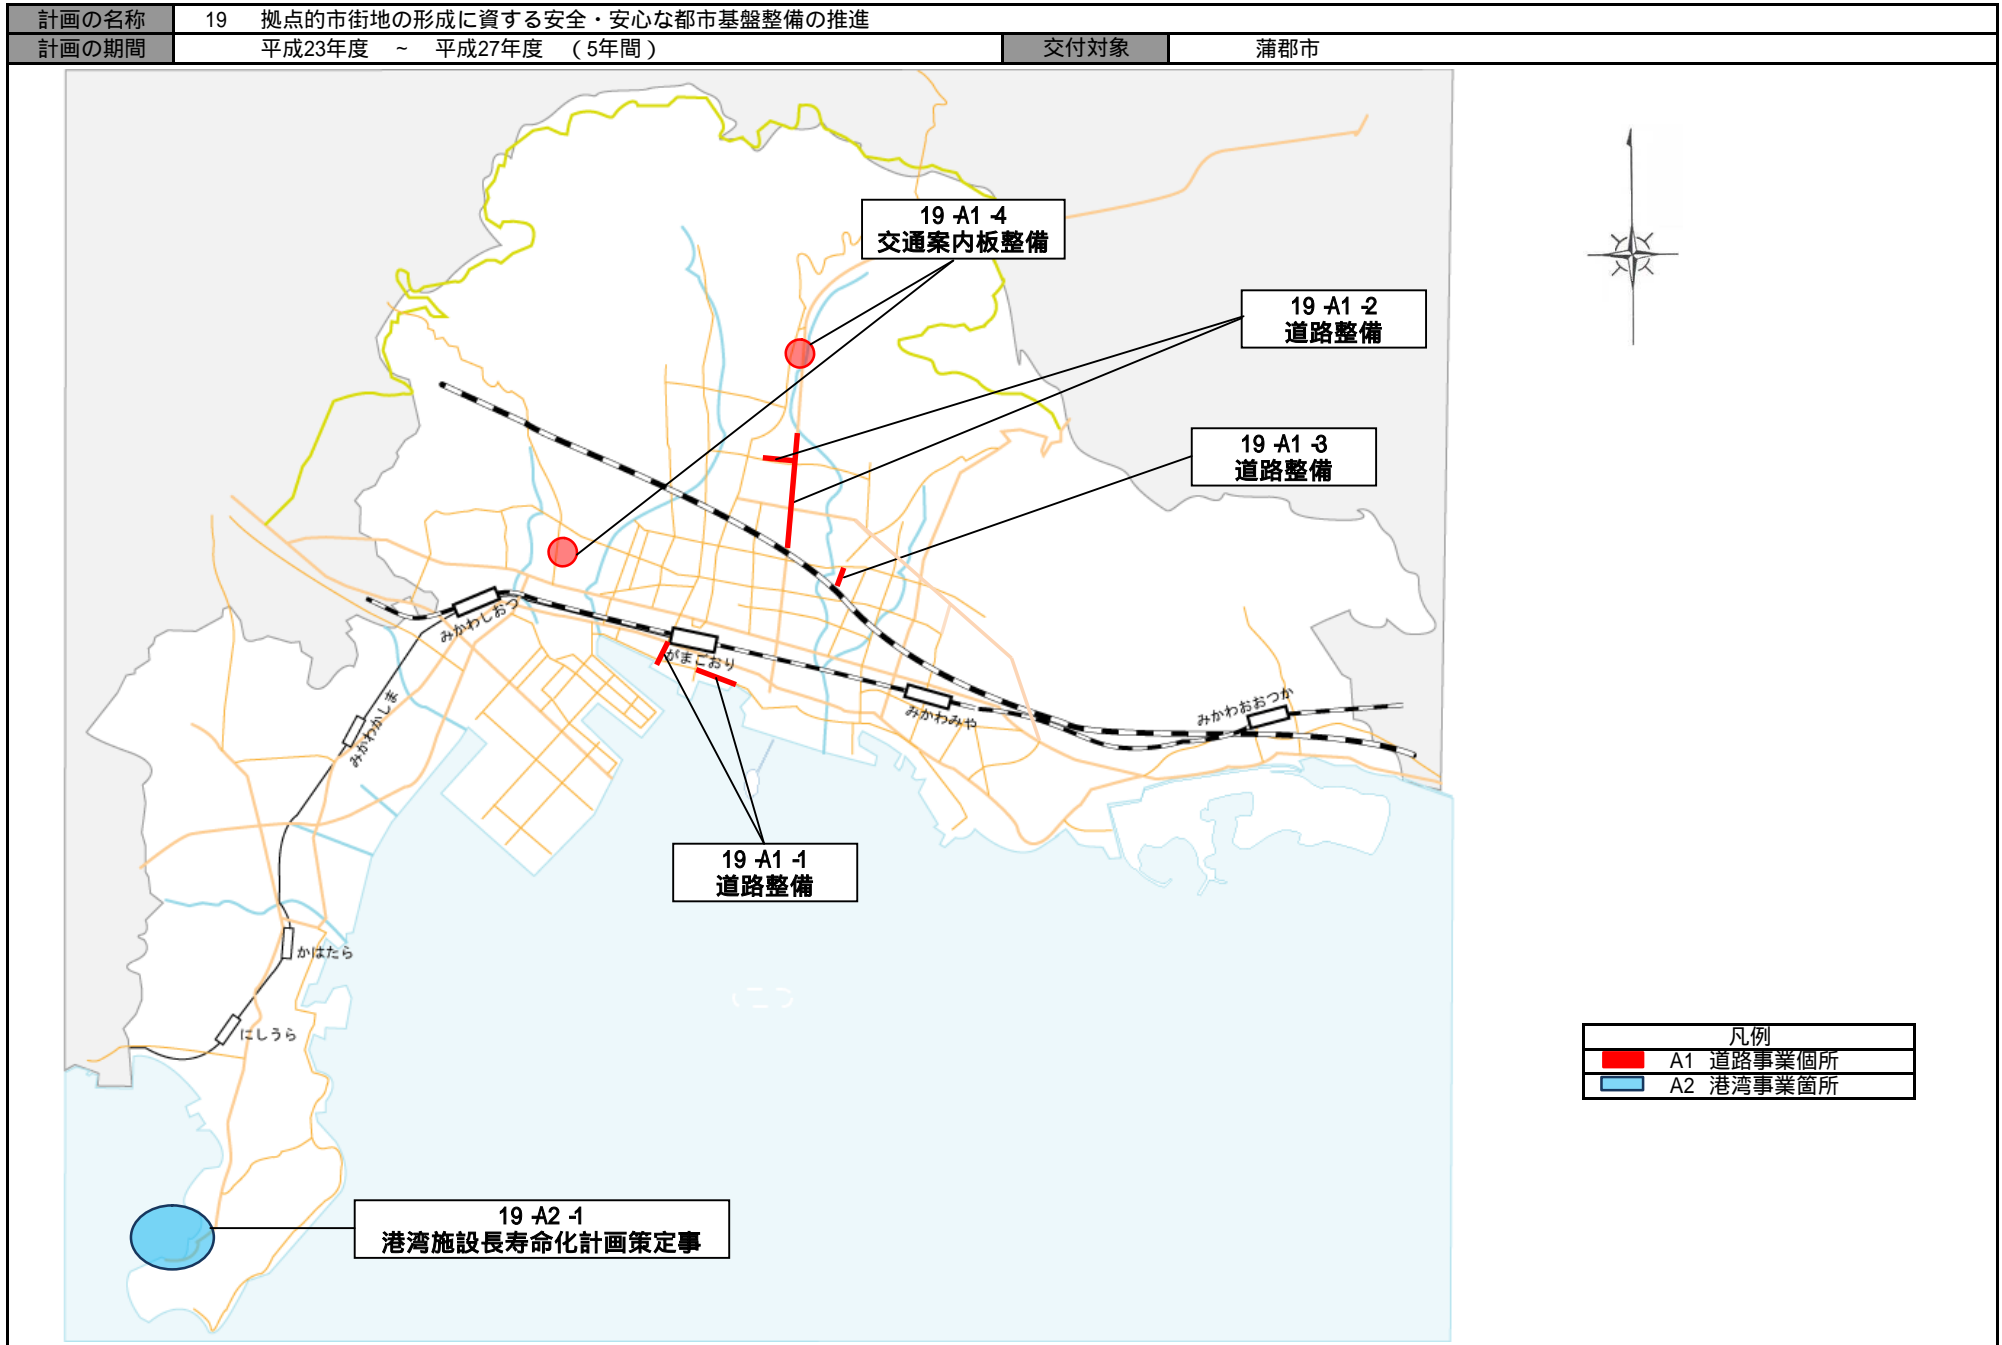 計画の名称 19 拠点的市街地の形成に資する安全・安心な都市基盤整備の推進
計画の期間 平成23年度 ~ 平成27年度 (5年間) 交付対象 蒲郡市
19-A1-4
交通案内板整備
19-A1-2
道路整備
19-A1-3
道路整備
みかわしおつ
がまごおり
みかわかしま
みかわみや
みかわおおつか
19-A1-1
道路整備
かはたら
にしうら
凡例
A1 道路事業個所
A2 港湾事業箇所
19-A2-1
港湾施設長寿命化計画策定事